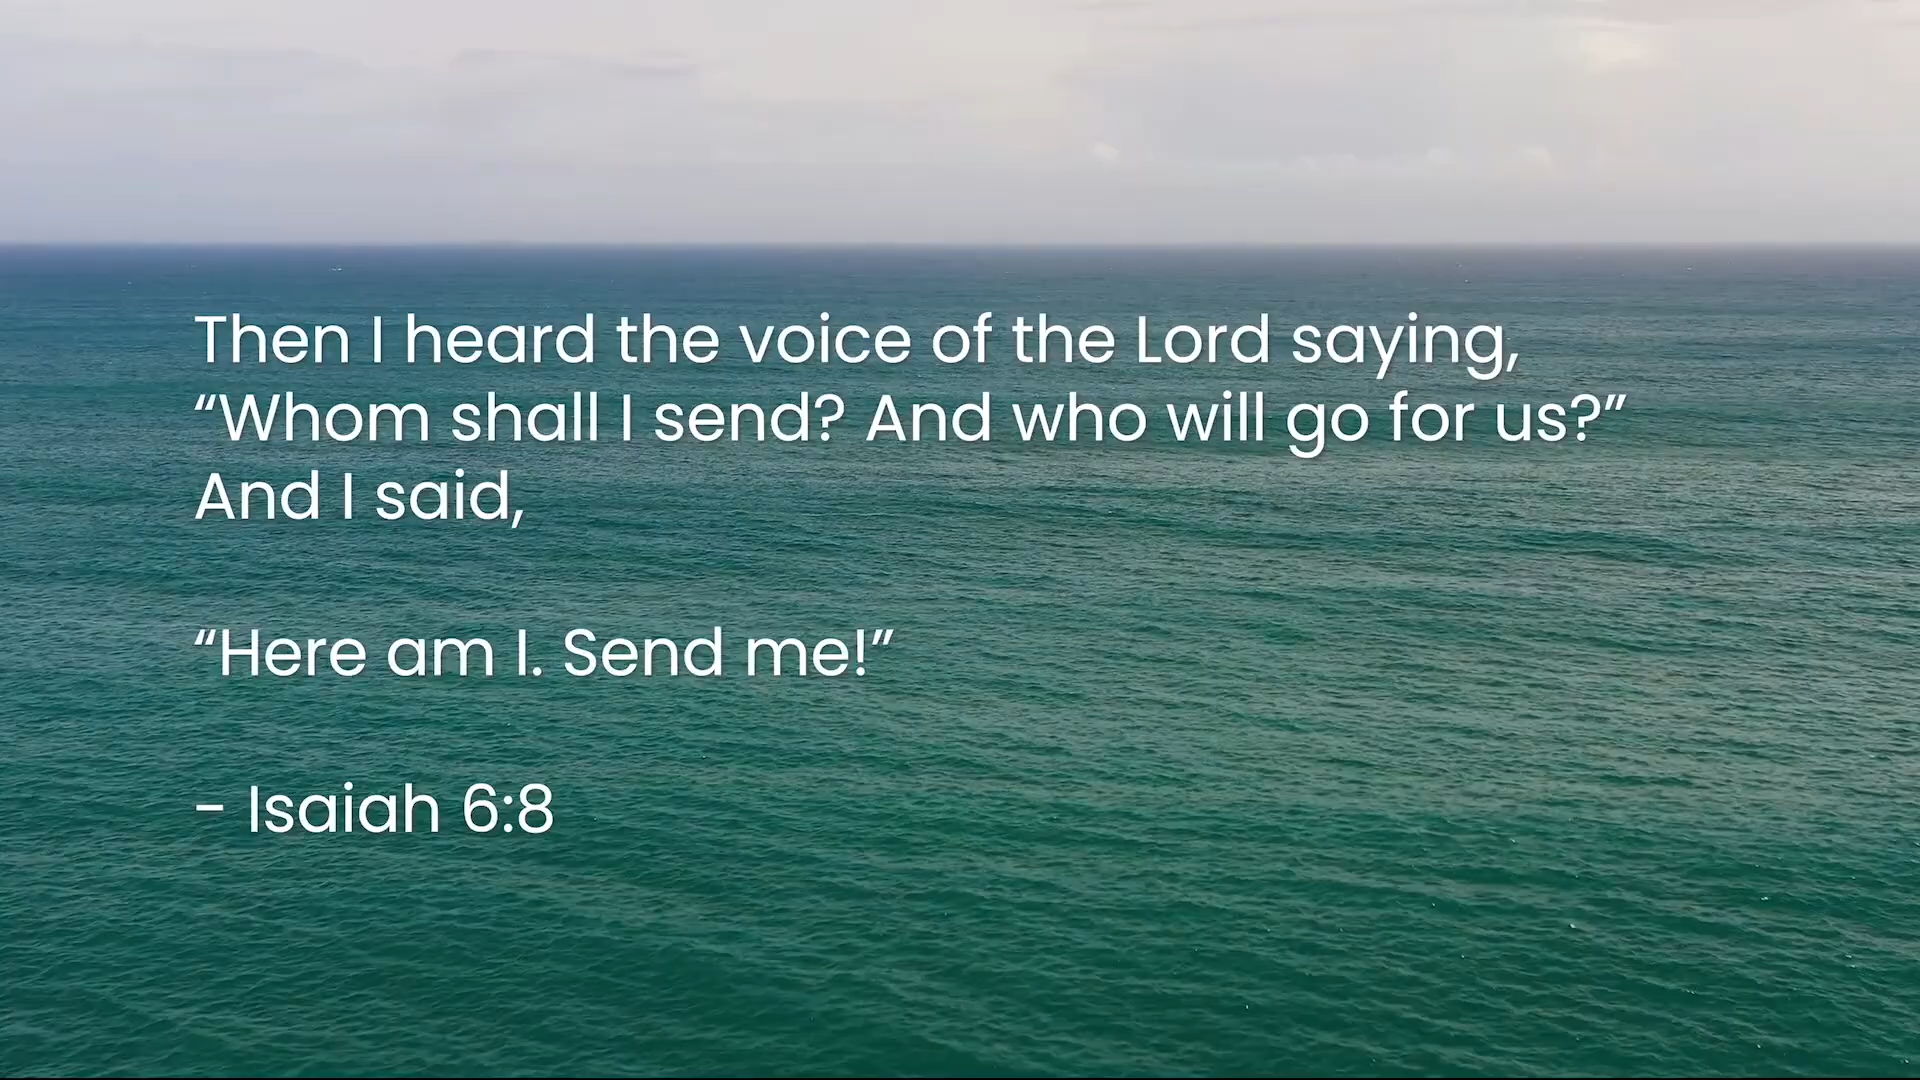 Then I heard the voice of the Lord saying,
“Whom shall I send? And who will go for us?”
And I said,
“Here am I. Send me!”
– Isaiah 6:8